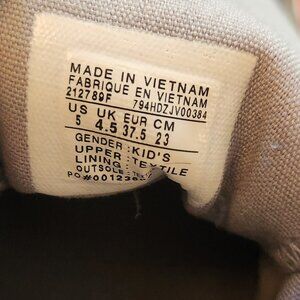 MADE IN VIETNAM
FABRIQUE EN VIETNAM
212789F 794HDZJV00384
US UK EUR CM
5 4.5 37.5 23
GENDER: KID'S
UPPER: TEXTILE
LINING: TEXTILE
OUTSOLE: